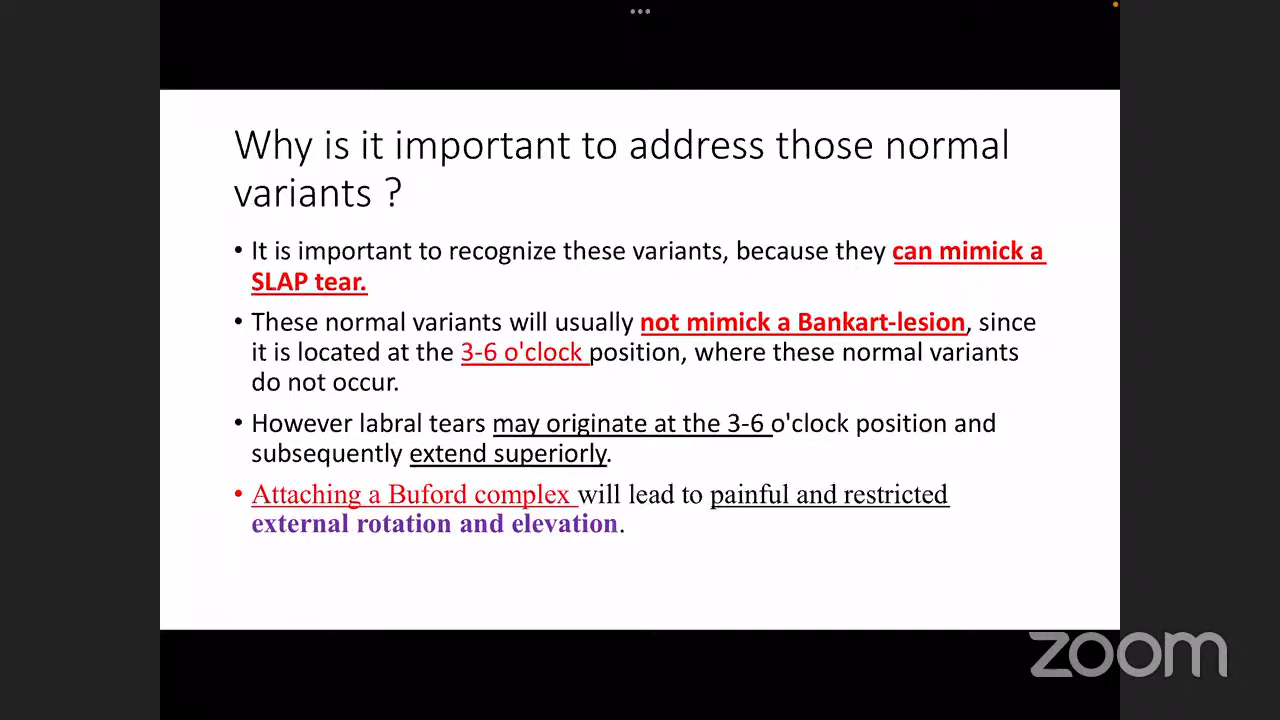 Why is it important to address those normal
variants ?
• It is important to recognize these variants, because they can mimick a
SLAP tear.
• These normal variants will usually not mimick a Bankart-lesion, since
it is located at the 3-6 o'clock position, where these normal variants
do not occur.
• However labral tears may originate at the 3-6 o'clock position and
subsequently extend superiorly.
• Attaching a Buford complex will lead to painful and restricted
external rotation and elevation.
zoom